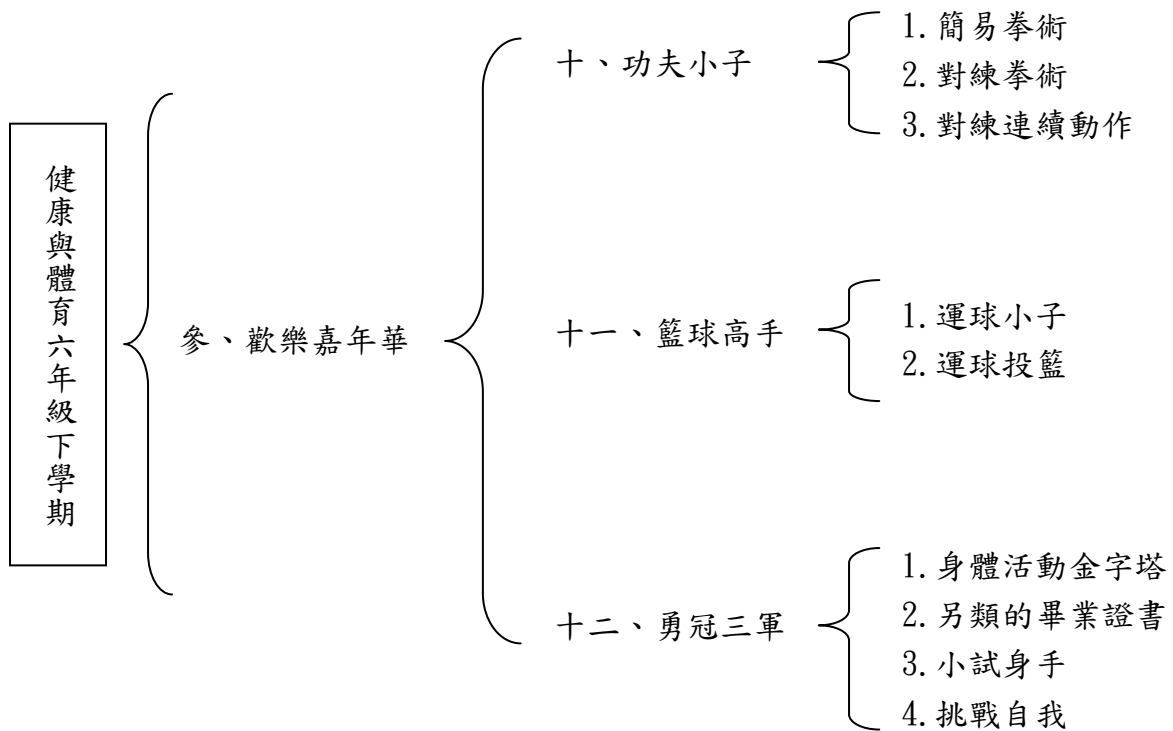 健康與體育六年級下學期
參、歡樂嘉年華
十、功夫小子
1.簡易拳術
2.對練拳術
3.對練連續動作
十一、籃球高手
1.運球小子
2.運球投籃
十二、勇冠三軍
1.身體活動金字塔
2.另類的畢業證書
3.小試身手
4.挑戰自我